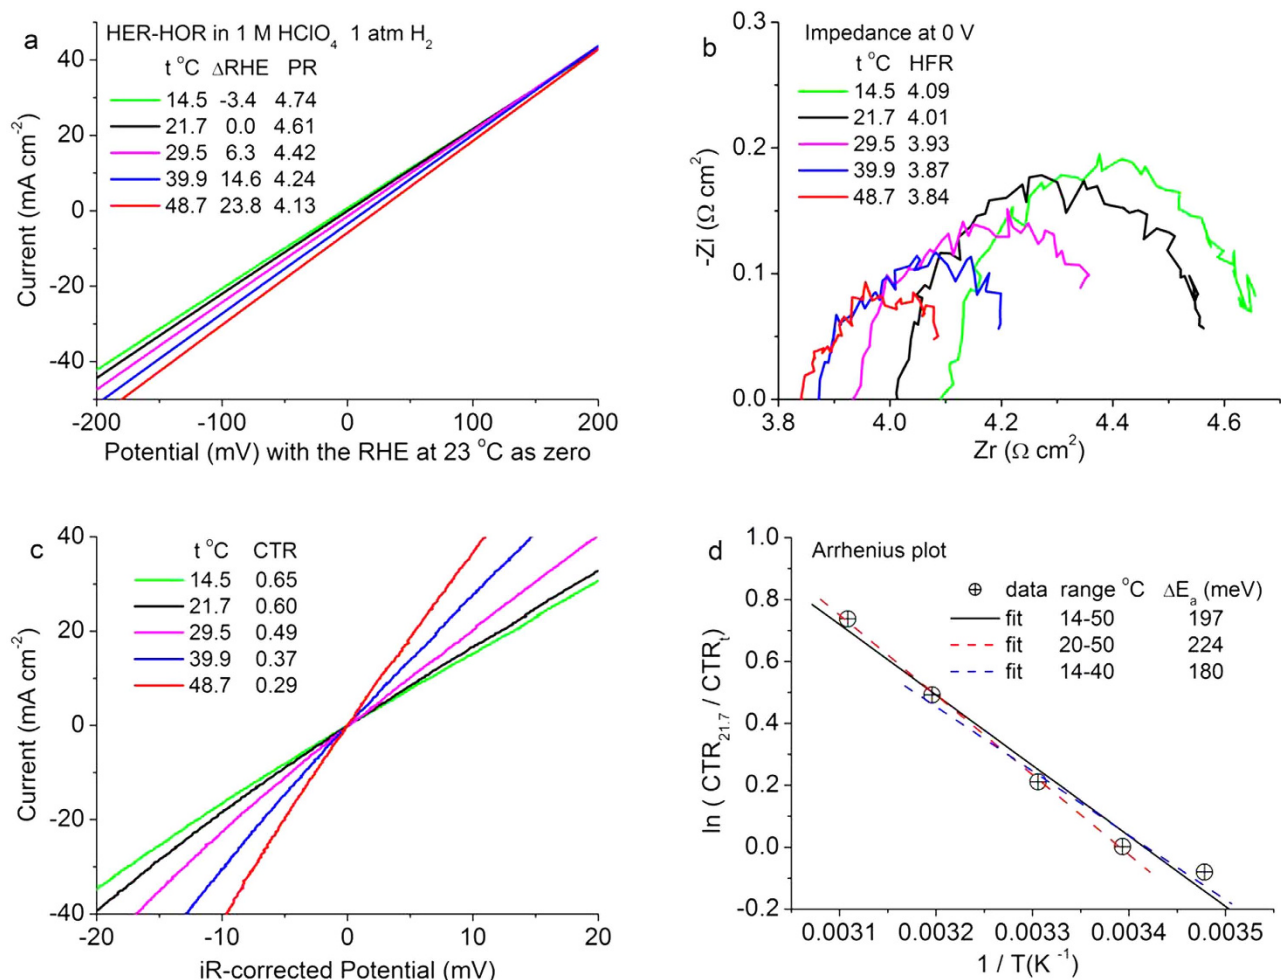 a
HER-HOR in 1 M HClO4 1 atm H2
t °C ΔRHE PR
14.5 -3.4 4.74
21.7 0.0 4.61
29.5 6.3 4.42
39.9 14.6 4.24
48.7 23.8 4.13
40
20
0
-20
-40
Current (mA cm-2)
-200 -100 0 100 200
Potential (mV) with the RHE at 23 °C as zero
b
Impedance at 0 V
t °C HFR
14.5 4.09
21.7 4.01
29.5 3.93
39.9 3.87
48.7 3.84
0.3
0.2
0.1
0.0
-Zi (Ω cm2)
3.8 4.0 4.2 4.4 4.6
Zr (Ω cm2)
c
t °C CTR
14.5 0.65
21.7 0.60
29.5 0.49
39.9 0.37
48.7 0.29
40
20
0
-20
-40
Current (mA cm-2)
-20 -10 0 10 20
iR-corrected Potential (mV)
d
Arrhenius plot
data range °C ΔEa (meV)
fit 14-50 197
fit 20-50 224
fit 14-40 180
1.0
0.8
0.6
0.4
0.2
0.0
-0.2
ln ( CTR21.7 / CTRt)
0.0031 0.0032 0.0033 0.0034 0.0035
1 / T(K-1)